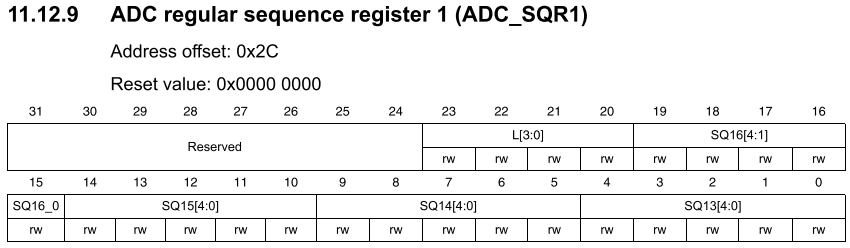 11.12.9 ADC regular sequence register 1 (ADC_SQR1)
Address offset: 0x2C
Reset value: 0x0000 0000
31 30 29 28 27 26 25 24 23 22 21 20 19 18 17 16
Reserved L[3:0] SQ16[4:1]
rw rw rw rw rw rw rw rw
15 14 13 12 11 10 9 8 7 6 5 4 3 2 1 0
SQ16_0 SQ15[4:0] SQ14[4:0] SQ13[4:0]
rw rw rw rw rw rw rw rw rw rw rw rw rw rw rw rw